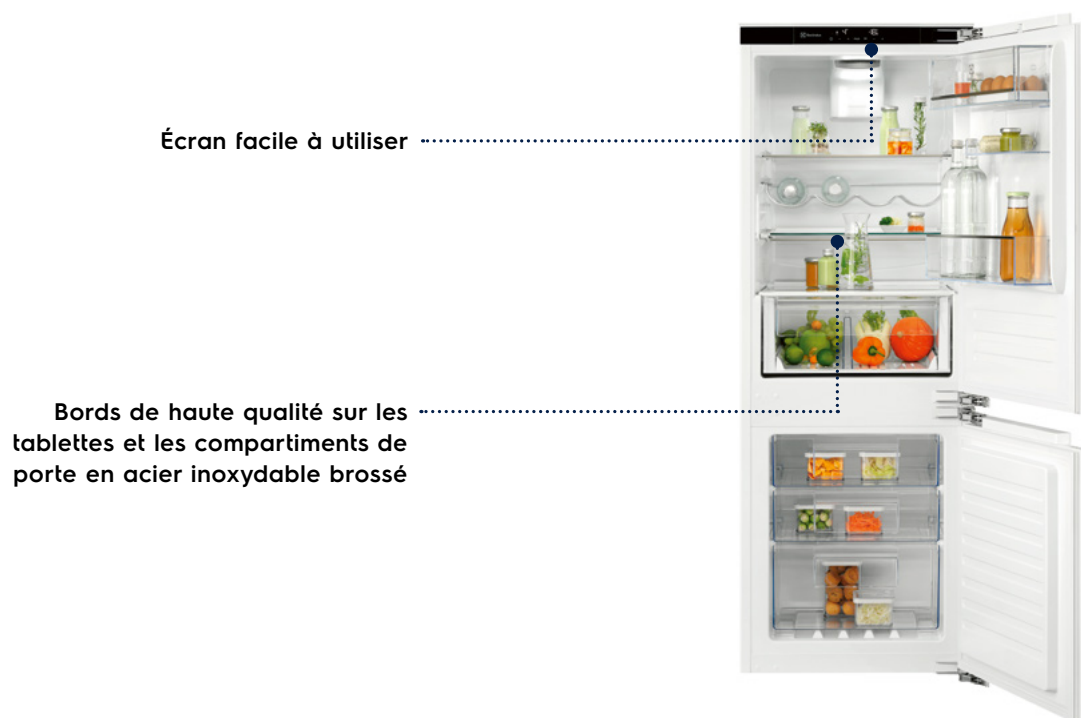 Electrolux
Écran facile à utiliser
Bords de haute qualité sur les
tablettes et les compartiments de
porte en acier inoxydable brossé